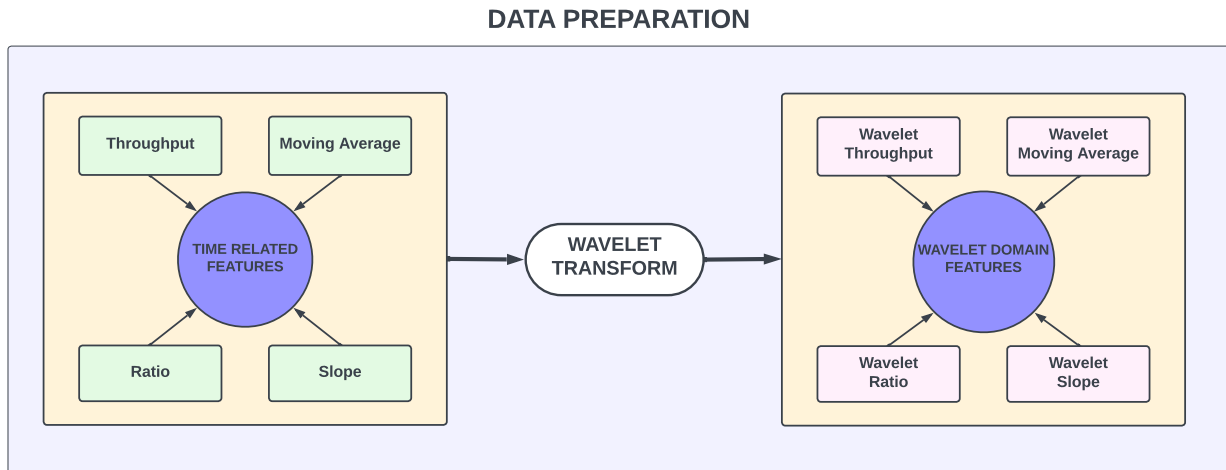 DATA PREPARATION
Throughput
Moving Average
TIME RELATED
FEATURES
Ratio
Slope
WAVELET
TRANSFORM
Wavelet
Throughput
Wavelet
Moving Average
WAVELET DOMAIN
FEATURES
Wavelet
Ratio
Wavelet
Slope